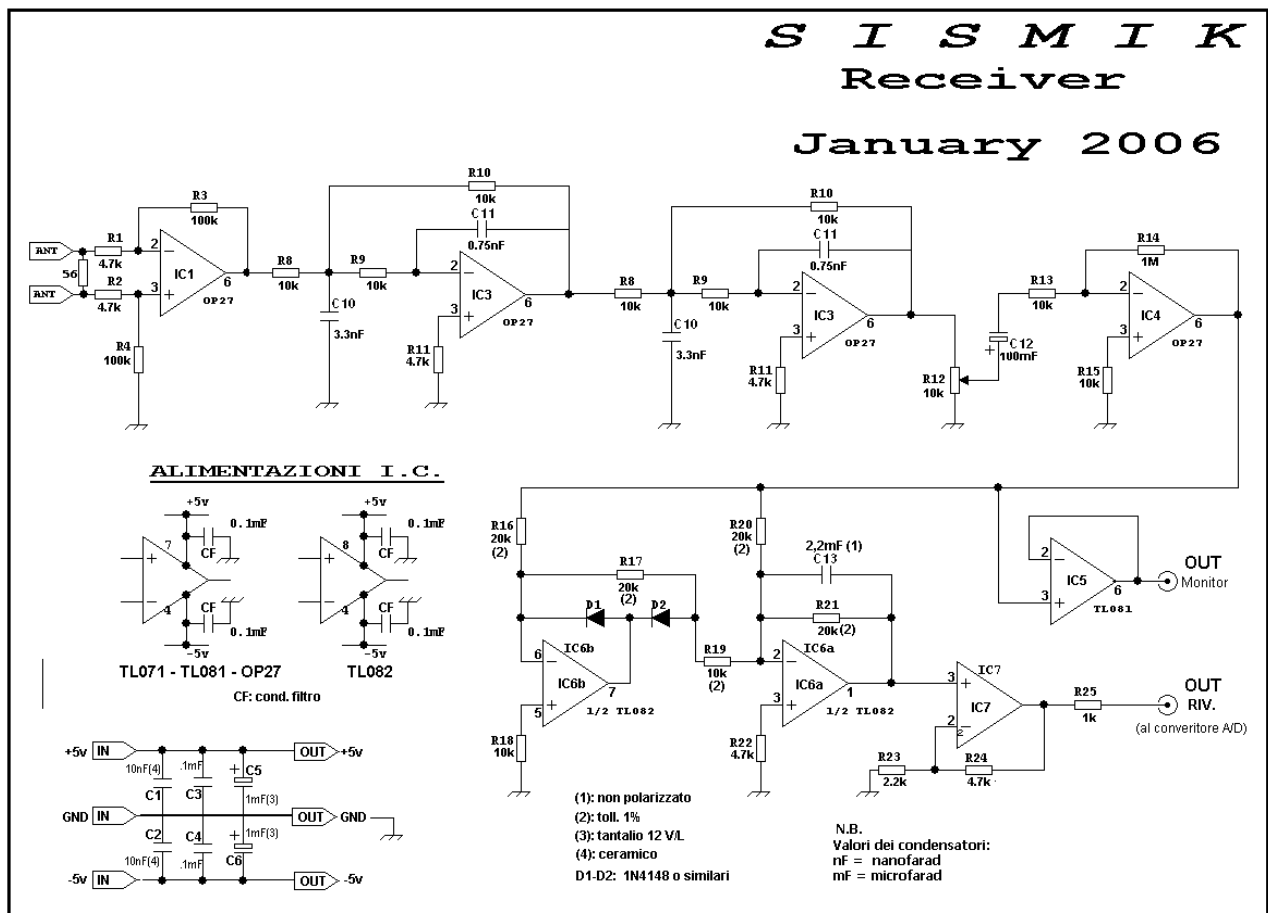 S I S M I K
Receiver
January 2006
R10
10k
C11
0.75nF
R3
100k
ANT
R1
4.7k
56
ANT
R2
4.7k
2
3
IC1
6
OP27
R4
100k
R8
10k
R9
10k
C10
3.3nF
2
3
IC3
6
OP27
R11
4.7k
R10
10k
C11
0.75nF
R8
10k
R9
10k
C10
3.3nF
2
3
IC3
6
OP27
R11
4.7k
R12
10k
C12
100mF
R13
10k
R14
1M
2
3
IC4
6
OP27
R15
10k
ALIMENTAZIONI I.C.
+5v
0.1mF
7
CF
4
CF
0.1mF
-5v
TL071 - TL081 - OP27
+5v
0.1mF
8
CF
4
CF
0.1mF
-5v
TL082
CF: cond. filtro
R16
20k
(2)
R17
20k
(2)
D1
D2
6
5
IC6b
IC6b
7
1/2 TL082
R18
10k
R19
10k
(2)
R20
20k
(2)
2,2mF (1)
C13
R21
20k(2)
2
3
IC6a
IC6a
1
1/2 TL082
R22
4.7k
2
3
IC5
6
TL081
OUT
Monitor
3
2
2
IC7
IC7
R23
2.2k
R24
4.7k
R25
1k
OUT
RIV.
(al convertitore A/D)
+5v IN
OUT +5v
10nF(4)
C1
.1mF
C3
C5
1mF(3)
GND IN
OUT GND
C2
10nF(4)
C4
.1mF
1mF(3)
C6
-5v IN
OUT -5v
(1): non polarizzato
(2): toll. 1%
(3): tantalio 12 V/L
(4): ceramico
D1-D2: 1N4148 o similari
N.B.
Valori dei condensatori:
nF = nanofarad
mF = microfarad